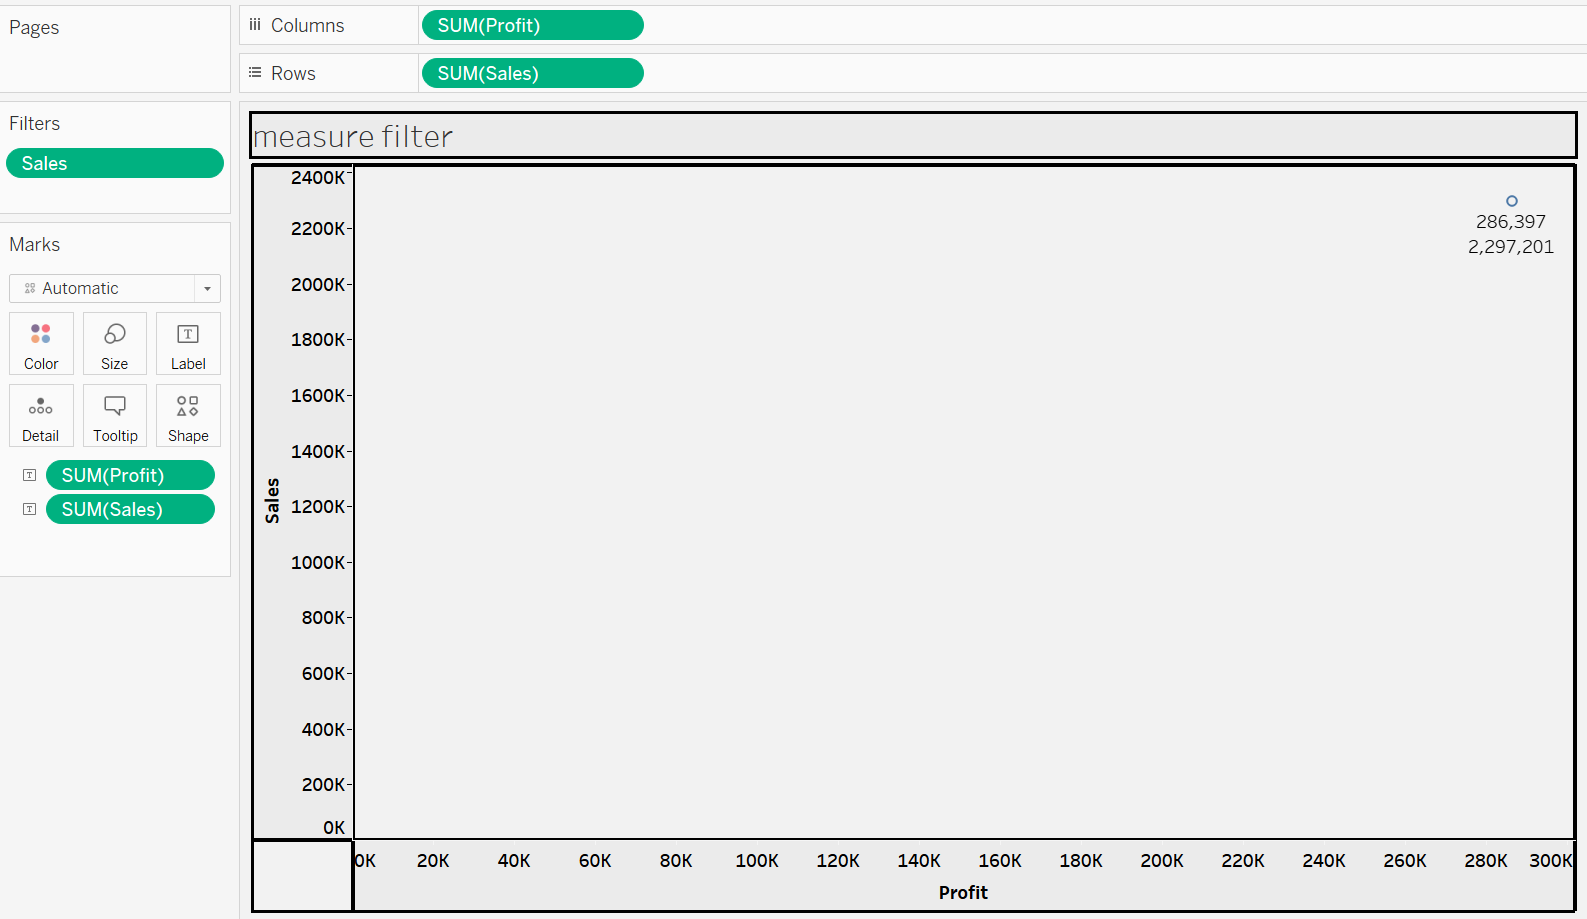 Pages
Columns
SUM(Profit)
Rows
SUM(Sales)
Filters
Sales
Marks
Automatic
Color
Size
T
Label
Detail
Tooltip
Shape
T
SUM(Profit)
T
SUM(Sales)
measure filter
2400K
2200K
2000K
1800K
1600K
1400K
1200K
1000K
800K
600K
400K
200K
0K
Sales
286,397
2,297,201
0K 20K 40K 60K 80K 100K 120K 140K 160K 180K 200K 220K 240K 260K 280K 300K
Profit